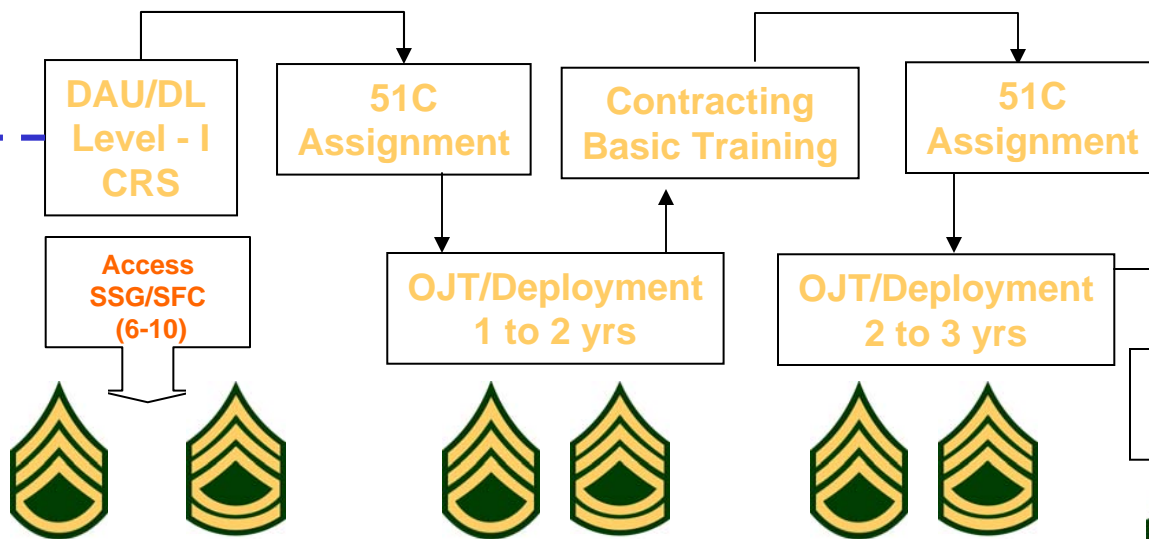 DAU/DL
Level - I
CRS
51C
Assignment
Contracting
Basic Training
51C
Assignment
Access
SSG/SFC
(6-10)
OJT/Deployment
1 to 2 yrs
OJT/Deployment
2 to 3 yrs